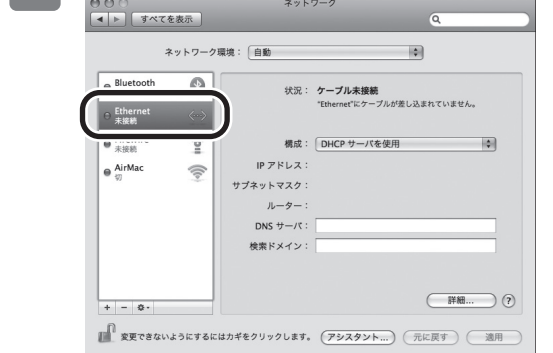 ネットワーク
すべてを表示
ネットワーク環境：
自動
Bluetooth
Ethernet
未接続
未接続
AirMac
切
状況：
ケーブル未接続
"Ethernet"にケーブルが差し込まれていません。
構成：
DHCP サーバを使用
IP アドレス：
サブネットマスク：
ルーター：
DNS サーバ：
検索ドメイン：
詳細...
?
変更できないようにするにはカギをクリックします。
アシスタント...
元に戻す
適用